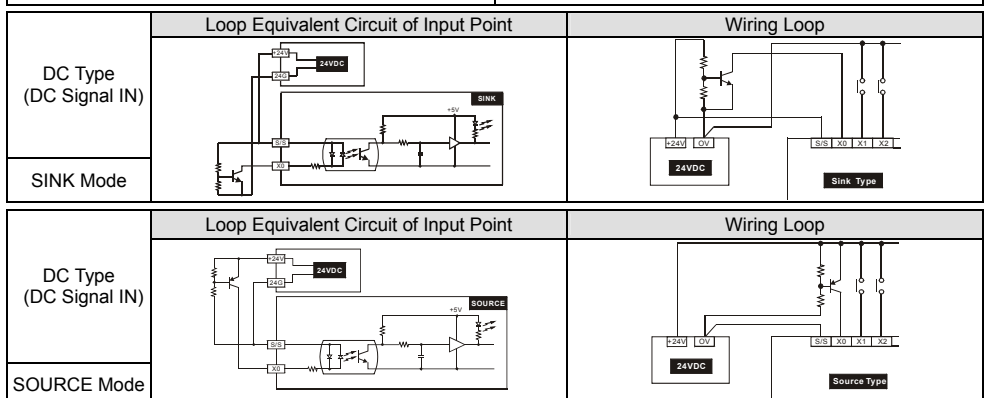 Loop Equivalent Circuit of Input Point
Wiring Loop
DC Type
(DC Signal IN)
SINK Mode
+24V
24G
24VDC
SINK
+5V
S/S
X0
+24V
OV
24VDC
S/S X0 X1 X2
Sink Type
Loop Equivalent Circuit of Input Point
Wiring Loop
DC Type
(DC Signal IN)
SOURCE Mode
+24V
24G
24VDC
SOURCE
+5V
S/S
X0
+24V
OV
24VDC
S/S X0 X1 X2
Source Type